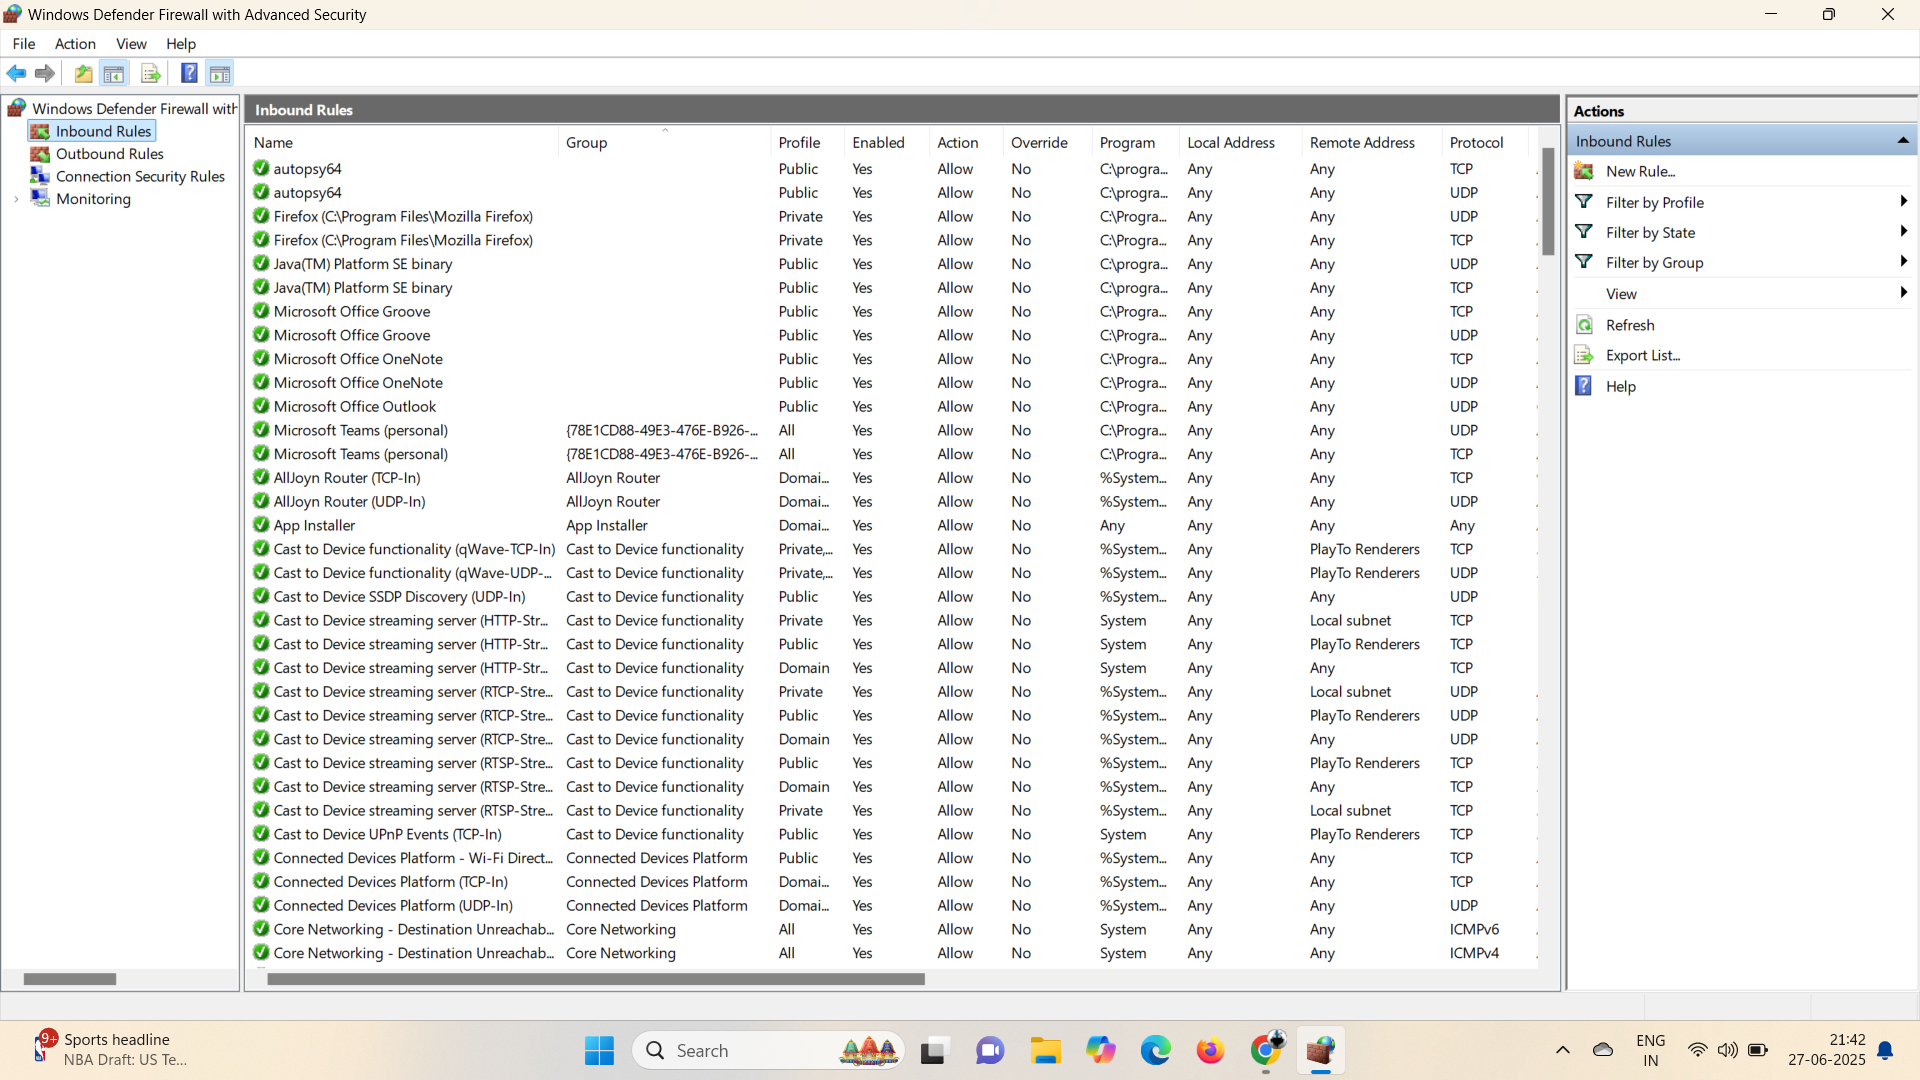 Windows Defender Firewall with Advanced Security
File Action View Help
Windows Defender Firewall with
Inbound Rules
Outbound Rules
Connection Security Rules
Monitoring
Inbound Rules
Name Group Profile Enabled Action Override Program Local Address Remote Address Protocol
autopsy64 Public Yes Allow No C:\progra... Any Any TCP
autopsy64 Public Yes Allow No C:\progra... Any Any UDP
Firefox (C:\Program Files\Mozilla Firefox) Private Yes Allow No C:\Progra... Any Any UDP
Firefox (C:\Program Files\Mozilla Firefox) Private Yes Allow No C:\Progra... Any Any TCP
Java(TM) Platform SE binary Public Yes Allow No C:\progra... Any Any UDP
Java(TM) Platform SE binary Public Yes Allow No C:\progra... Any Any TCP
Microsoft Office Groove Public Yes Allow No C:\Progra... Any Any TCP
Microsoft Office Groove Public Yes Allow No C:\Progra... Any Any UDP
Microsoft Office OneNote Public Yes Allow No C:\Progra... Any Any TCP
Microsoft Office OneNote Public Yes Allow No C:\Progra... Any Any UDP
Microsoft Office Outlook Public Yes Allow No C:\Progra... Any Any UDP
Microsoft Teams (personal) {78E1CD88-49E3-476E-B926-... All Yes Allow No C:\Progra... Any Any UDP
Microsoft Teams (personal) {78E1CD88-49E3-476E-B926-... All Yes Allow No C:\Progra... Any Any TCP
AllJoyn Router (TCP-In) AllJoyn Router Domai... Yes Allow No %System... Any Any TCP
AllJoyn Router (UDP-In) AllJoyn Router Domai... Yes Allow No %System... Any Any UDP
App Installer App Installer Domai... Yes Allow No Any Any Any Any
Cast to Device functionality (qWave-TCP-In) Cast to Device functionality Private,... Yes Allow No %System... Any PlayTo Renderers TCP
Cast to Device functionality (qWave-UDP-... Cast to Device functionality Private,... Yes Allow No %System... Any PlayTo Renderers UDP
Cast to Device SSDP Discovery (UDP-In) Cast to Device functionality Public Yes Allow No %System... Any Any UDP
Cast to Device streaming server (HTTP-Str... Cast to Device functionality Private Yes Allow No System Any Local subnet TCP
Cast to Device streaming server (HTTP-Str... Cast to Device functionality Public Yes Allow No System Any PlayTo Renderers TCP
Cast to Device streaming server (HTTP-Str... Cast to Device functionality Domain Yes Allow No System Any Any TCP
Cast to Device streaming server (RTCP-Stre... Cast to Device functionality Private Yes Allow No %System... Any Local subnet UDP
Cast to Device streaming server (RTCP-Stre... Cast to Device functionality Public Yes Allow No %System... Any PlayTo Renderers UDP
Cast to Device streaming server (RTCP-Stre... Cast to Device functionality Domain Yes Allow No %System... Any Any UDP
Cast to Device streaming server (RTSP-Stre... Cast to Device functionality Public Yes Allow No %System... Any PlayTo Renderers TCP
Cast to Device streaming server (RTSP-Stre... Cast to Device functionality Domain Yes Allow No %System... Any Any TCP
Cast to Device streaming server (RTSP-Stre... Cast to Device functionality Private Yes Allow No %System... Any Local subnet TCP
Cast to Device UPnP Events (TCP-In) Cast to Device functionality Public Yes Allow No System Any PlayTo Renderers TCP
Connected Devices Platform - Wi-Fi Direct... Connected Devices Platform Public Yes Allow No %System... Any Any TCP
Connected Devices Platform (TCP-In) Connected Devices Platform Domai... Yes Allow No %System... Any Any TCP
Connected Devices Platform (UDP-In) Connected Devices Platform Domai... Yes Allow No %System... Any Any UDP
Core Networking - Destination Unreachab... Core Networking All Yes Allow No System Any Any ICMPv6
Core Networking - Destination Unreachab... Core Networking All Yes Allow No System Any Any ICMPv4
Actions
Inbound Rules
New Rule...
Filter by Profile
Filter by State
Filter by Group
View
Refresh
Export List...
Help
9+
Sports headline
NBA Draft: US Te...
Search
ENG
IN
21:42
27-06-2025